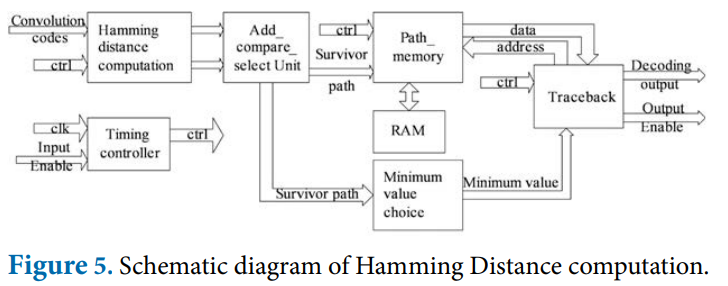 Convolution
codes
ctrl
Hamming
distance
computation
Add_
compare_
select Unit
Survivor
path
ctrl
Path_
memory
data
address
ctrl
Traceback
Decoding
output
Output
Enable
RAM
clk
Input
Enable
Timing
controller
ctrl
Survivor path
Minimum
value
choice
Minimum value
Figure 5. Schematic diagram of Hamming Distance computation.